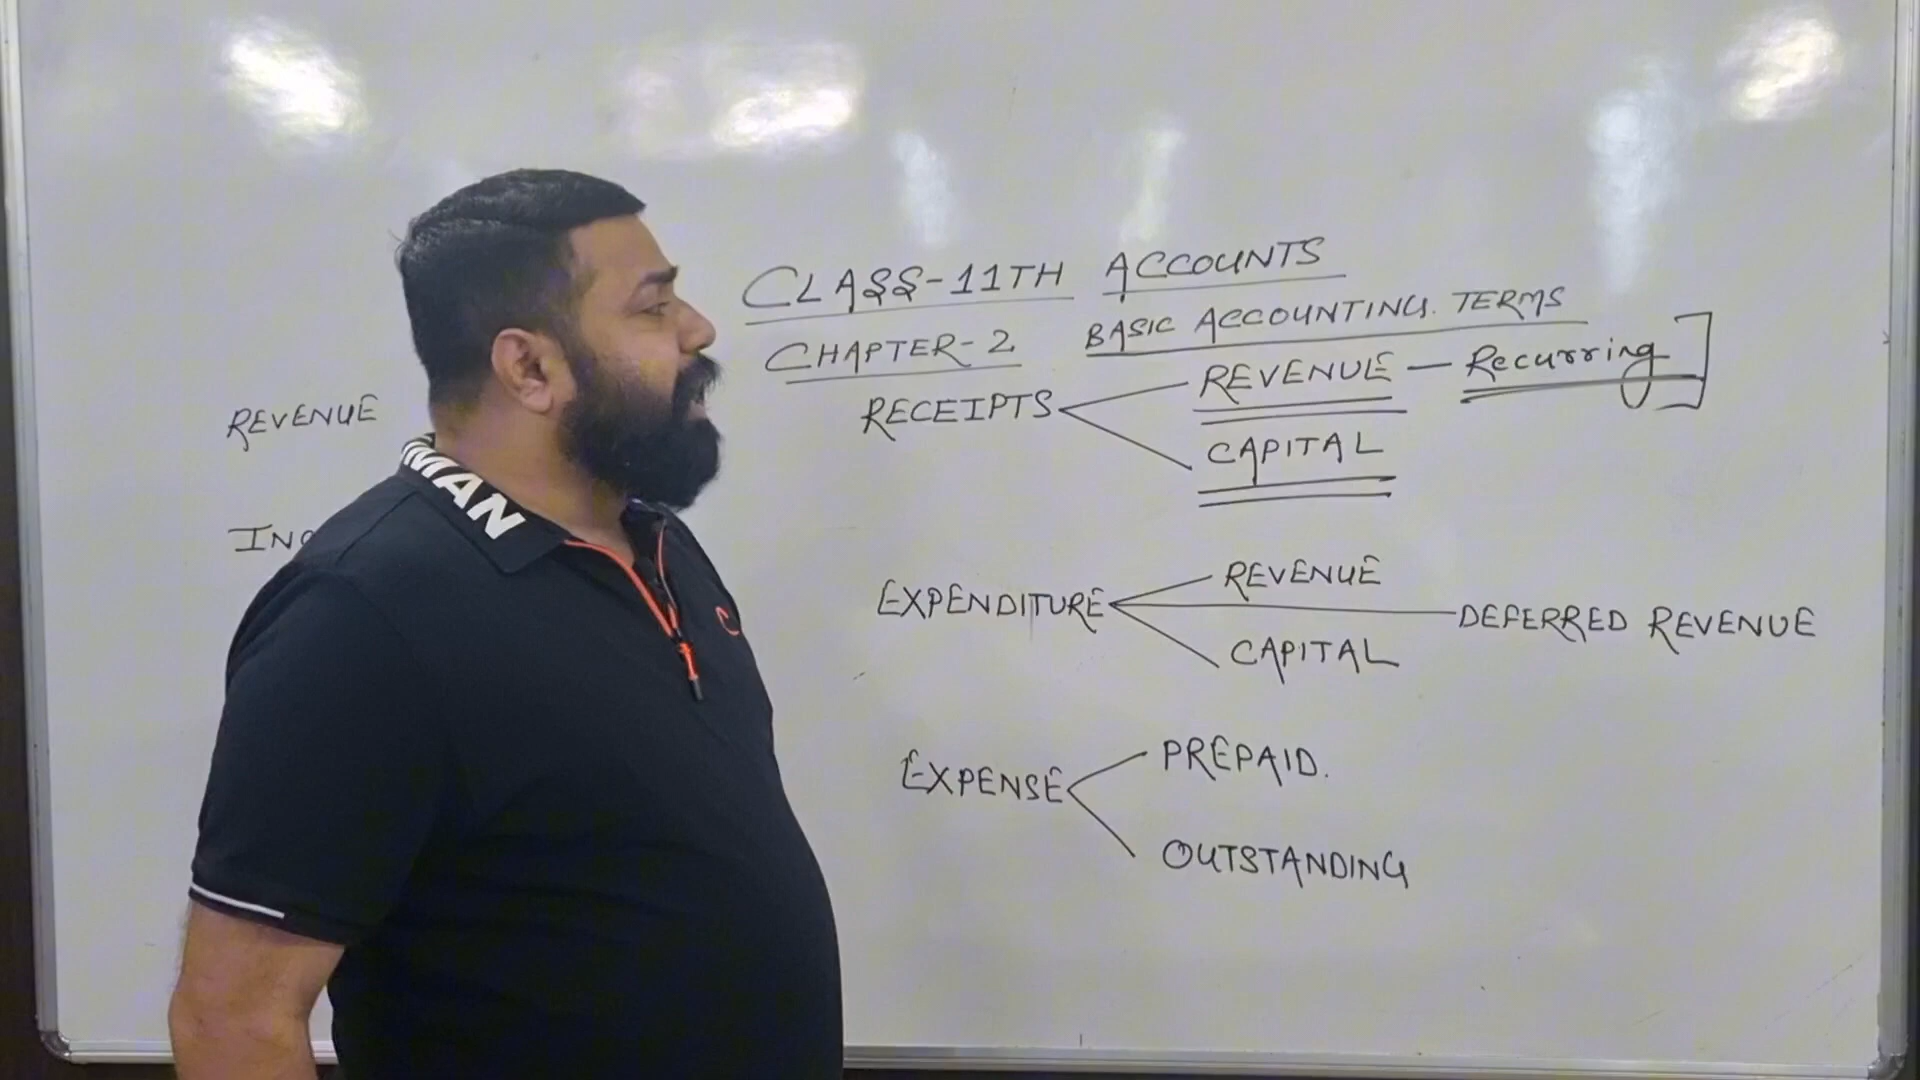 CLASS-11TH ACCOUNTS
CHAPTER-2 BASIC ACCOUNTING. TERMS
RECEIPTS REVENUE - Recurring
CAPITAL
REVENUE
EXPENDITURE REVENUE
DEFERRED REVENUE
CAPITAL
EXPENSE PREPAID.
OUTSTANDING
MAN